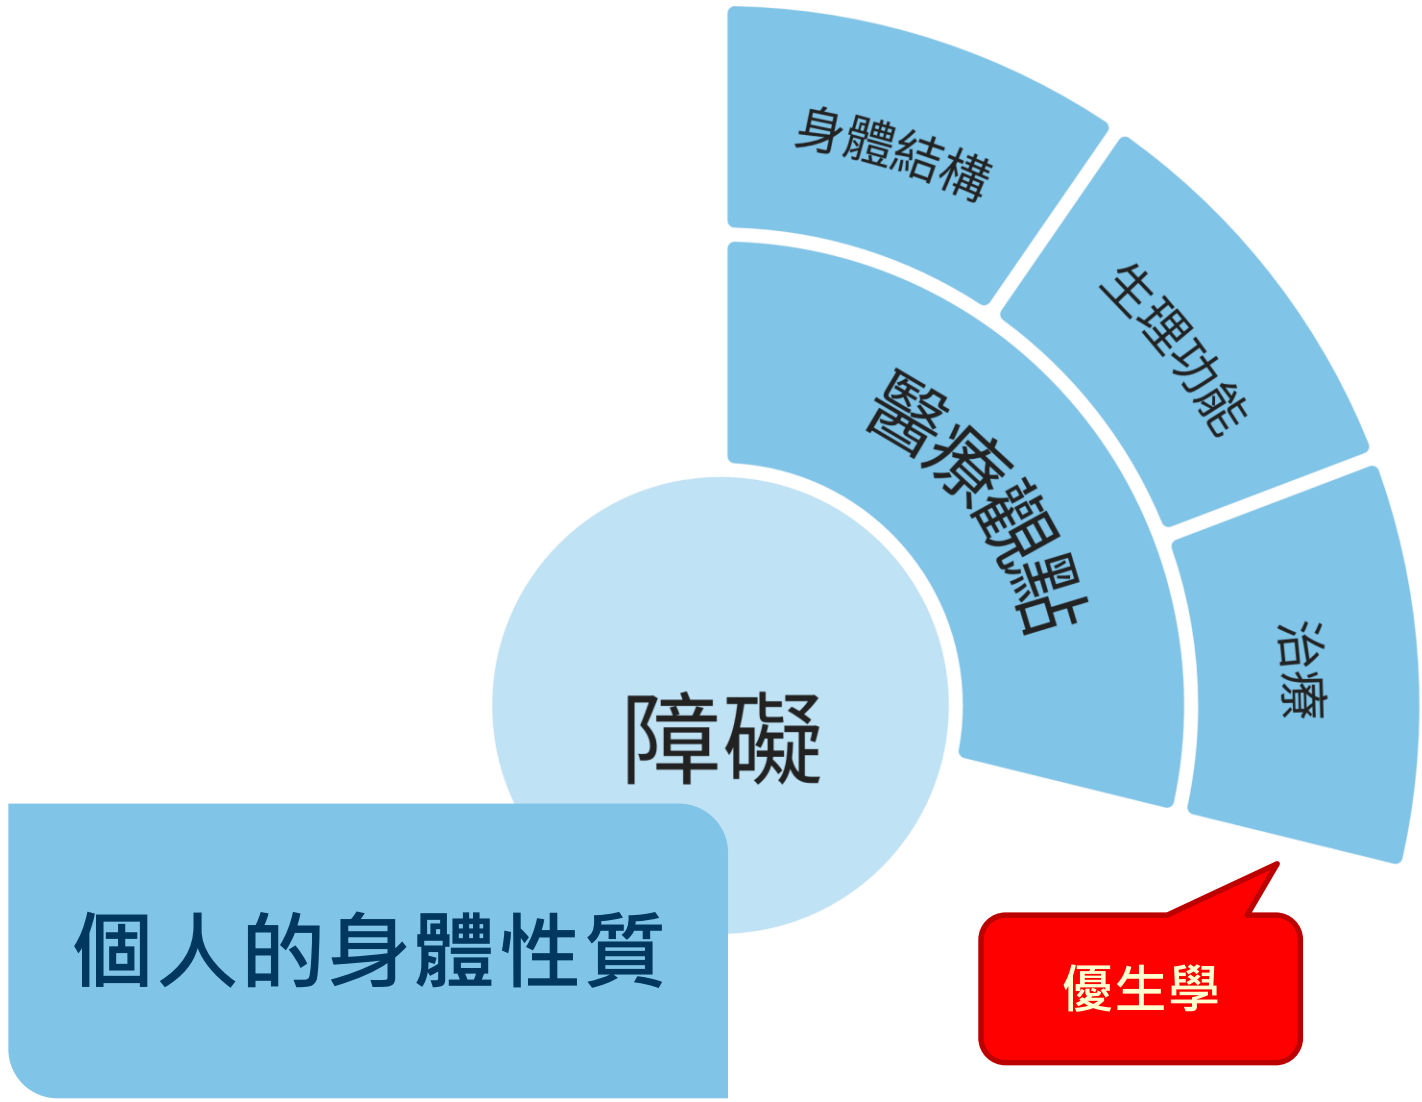 身體結構
生理功能
治療
醫療觀點
障礙
個人的身體性質
優生學